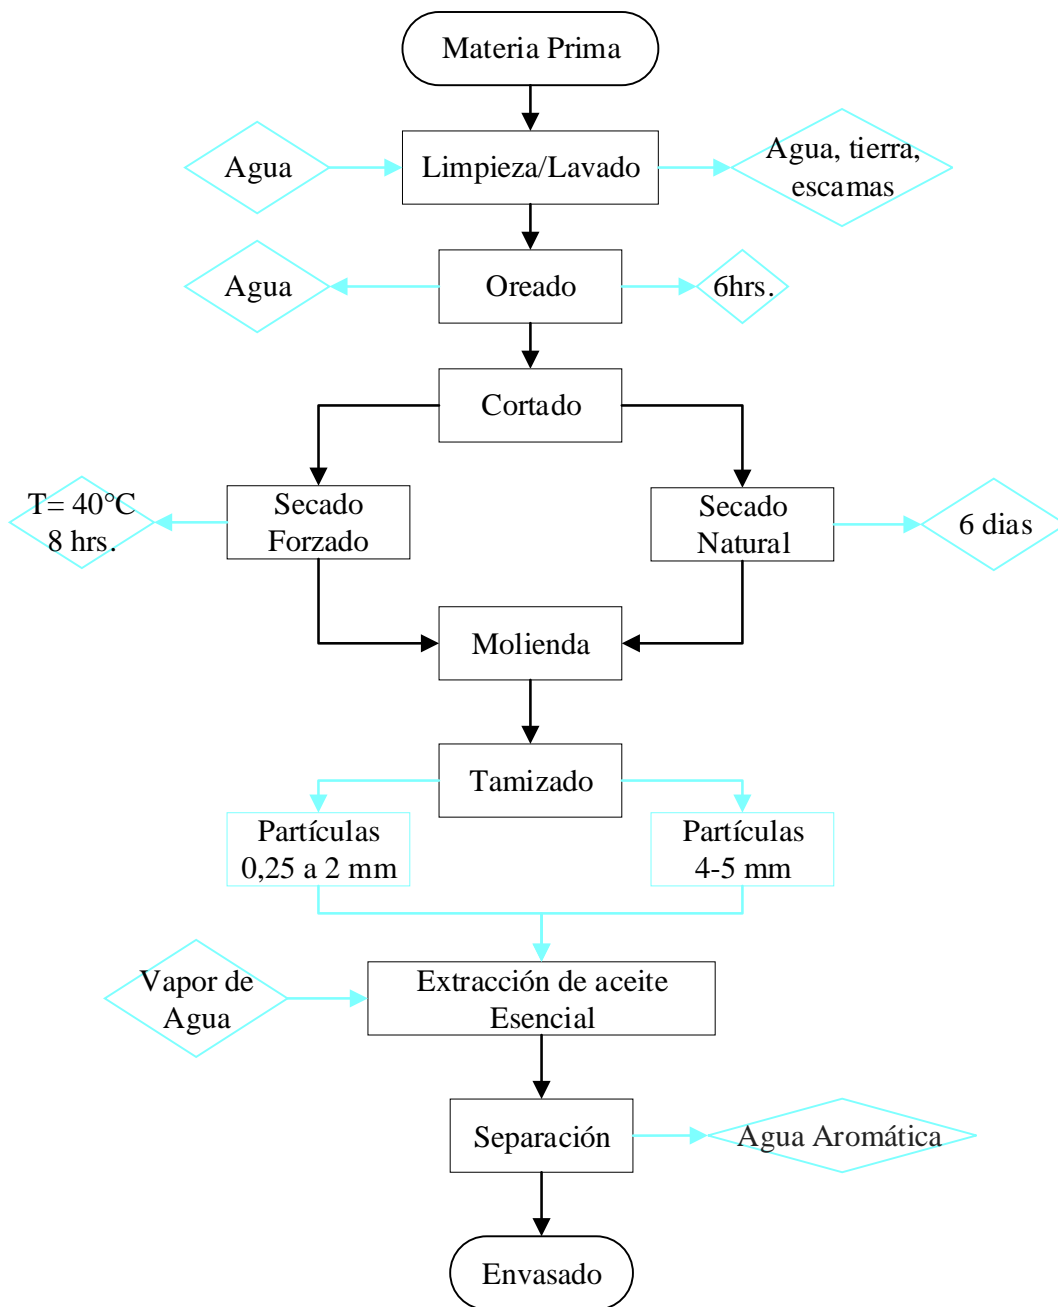 Materia Prima
Agua
Limpieza/Lavado
Agua, tierra,
escamas
Agua
Oreado
6hrs.
Cortado
T= 40°C
8 hrs.
Secado
Forzado
Secado
Natural
6 dias
Molienda
Tamizado
Partículas
0,25 a 2 mm
Partículas
4-5 mm
Vapor de
Agua
Extracción de aceite
Esencial
Separación
Agua Aromática
Envasado